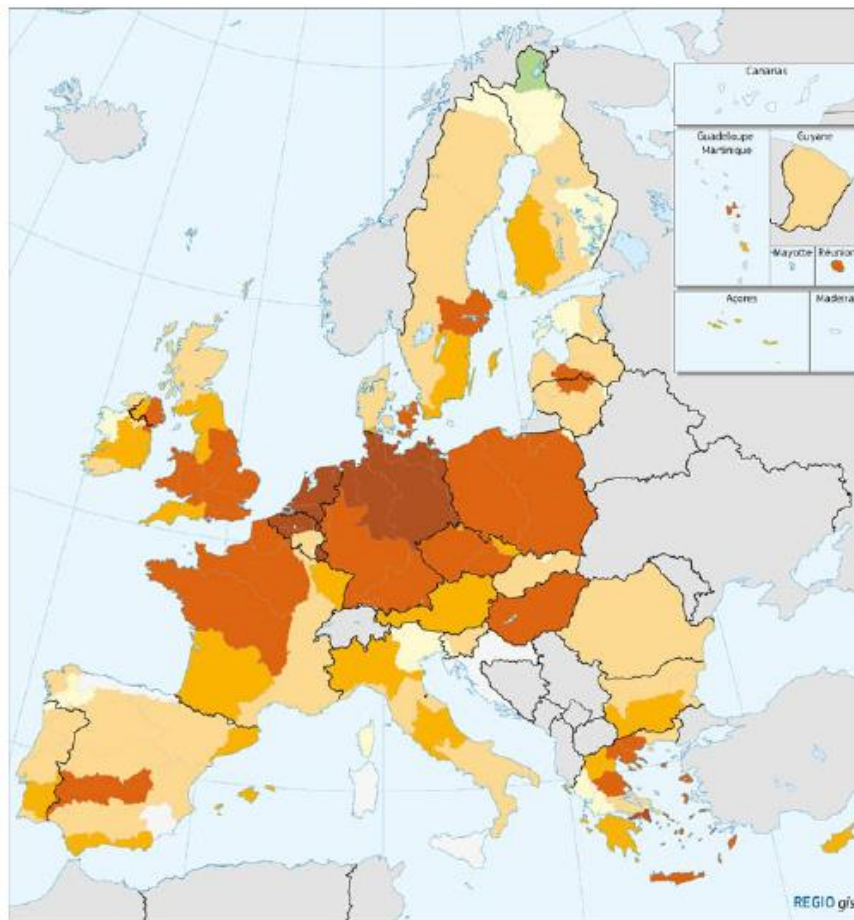 Canarias
Guadeloupe
Martinique
Guyane
Mayotte
Réunion
Açores
Madeira
REGIO gis